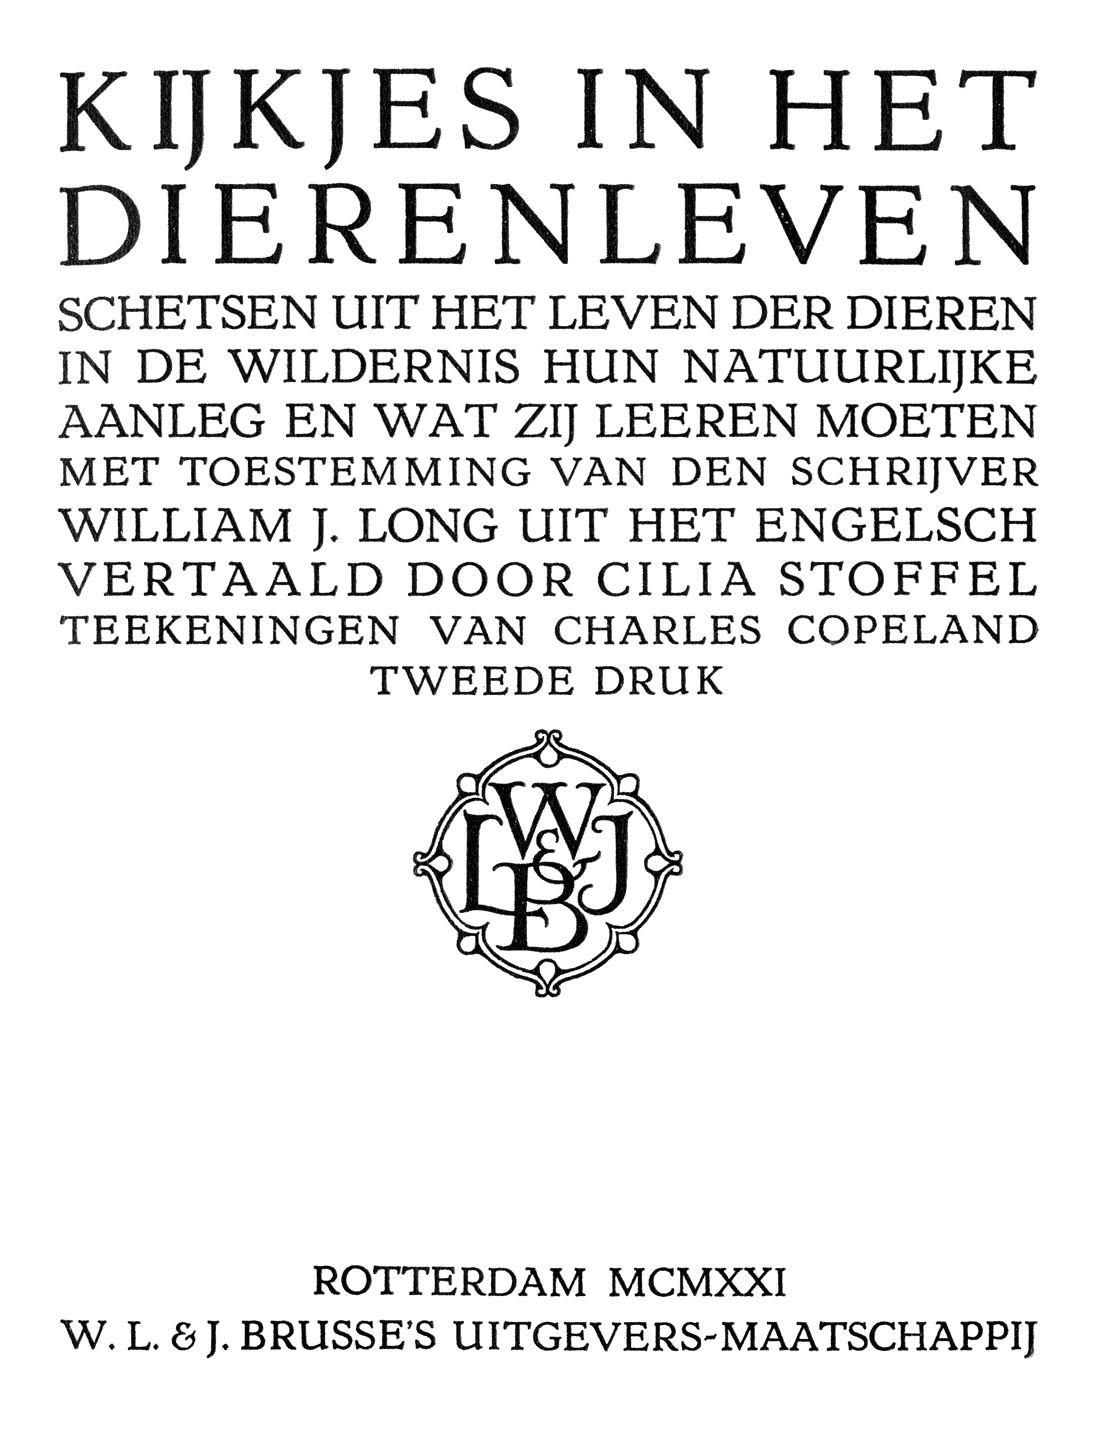 KIJKJES IN HET
DIERENLEVEN
SCHETSEN UIT HET LEVEN DER DIEREN
IN DE WILDERNIS HUN NATUURLIJKE
AANLEG EN WAT ZIJ LEEREN MOETEN
MET TOESTEMMING VAN DEN SCHRIJVER
WILLIAM J. LONG UIT HET ENGELSCH
VERTAALD DOOR CILIA STOFFEL
TEEKENINGEN VAN CHARLES COPELAND
TWEEDE DRUK
W
L & J
B
ROTTERDAM MCMXXI
W. L. & J. BRUSSE'S UITGEVERS-MAATSCHAPPIJ